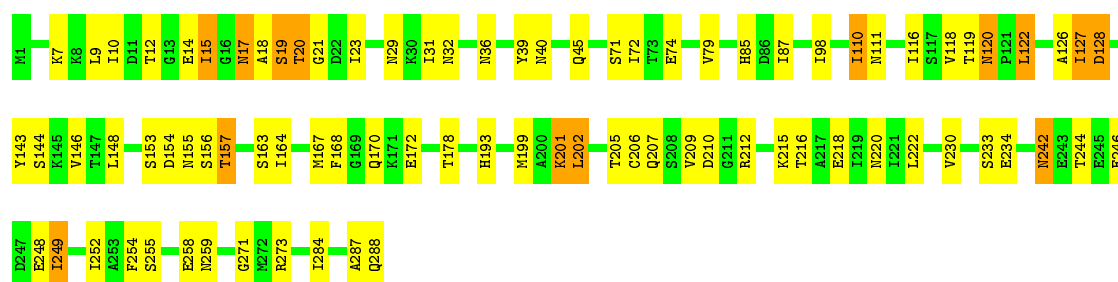 M1 K7 K8 L9 I10 D11 T12 G13 E14 I15 G16 N17 A18 S19 T20 G21 D22 I23 N29 K30 I31 N32 N36 Y39 N40 Q45 S71 I72 T73 E74 V79 H85 D86 I87 I98 I110 N111 I116 S117 V118 T119 N120 P121 L122 A126 I127 D128
Y143 S144 K145 V146 T147 L148 S153 D154 N155 S156 T157 S163 I164 M167 F168 G169 Q170 K171 E172 T178 H193 M199 A200 K201 L202 T205 C206 Q207 S208 V209 D210 G211 R212 K215 T216 A217 E218 I219 N220 I221 L222 V230 S233 E234 N242 E243 T244 E245
D247 E248 I249 I252 A253 F254 S255 E258 N259 G271 M272 R273 I284 A287 Q288